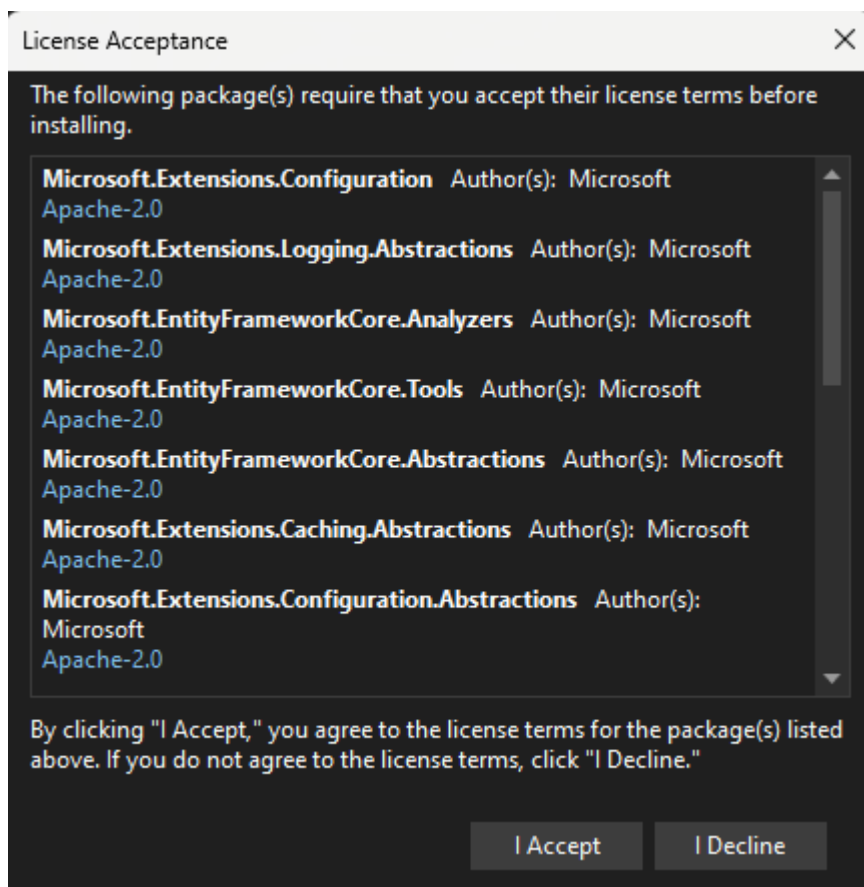 License Acceptance
The following package(s) require that you accept their license terms before
installing.
Microsoft.Extensions.Configuration Author(s): Microsoft
Apache-2.0
Microsoft.Extensions.Logging.Abstractions Author(s): Microsoft
Apache-2.0
Microsoft.EntityFrameworkCore.Analyzers Author(s): Microsoft
Apache-2.0
Microsoft.EntityFrameworkCore.Tools Author(s): Microsoft
Apache-2.0
Microsoft.EntityFrameworkCore.Abstractions Author(s): Microsoft
Apache-2.0
Microsoft.Extensions.Caching.Abstractions Author(s): Microsoft
Apache-2.0
Microsoft.Extensions.Configuration.Abstractions Author(s):
Microsoft
Apache-2.0
By clicking "I Accept," you agree to the license terms for the package(s) listed
above. If you do not agree to the license terms, click "I Decline."
I Accept I Decline